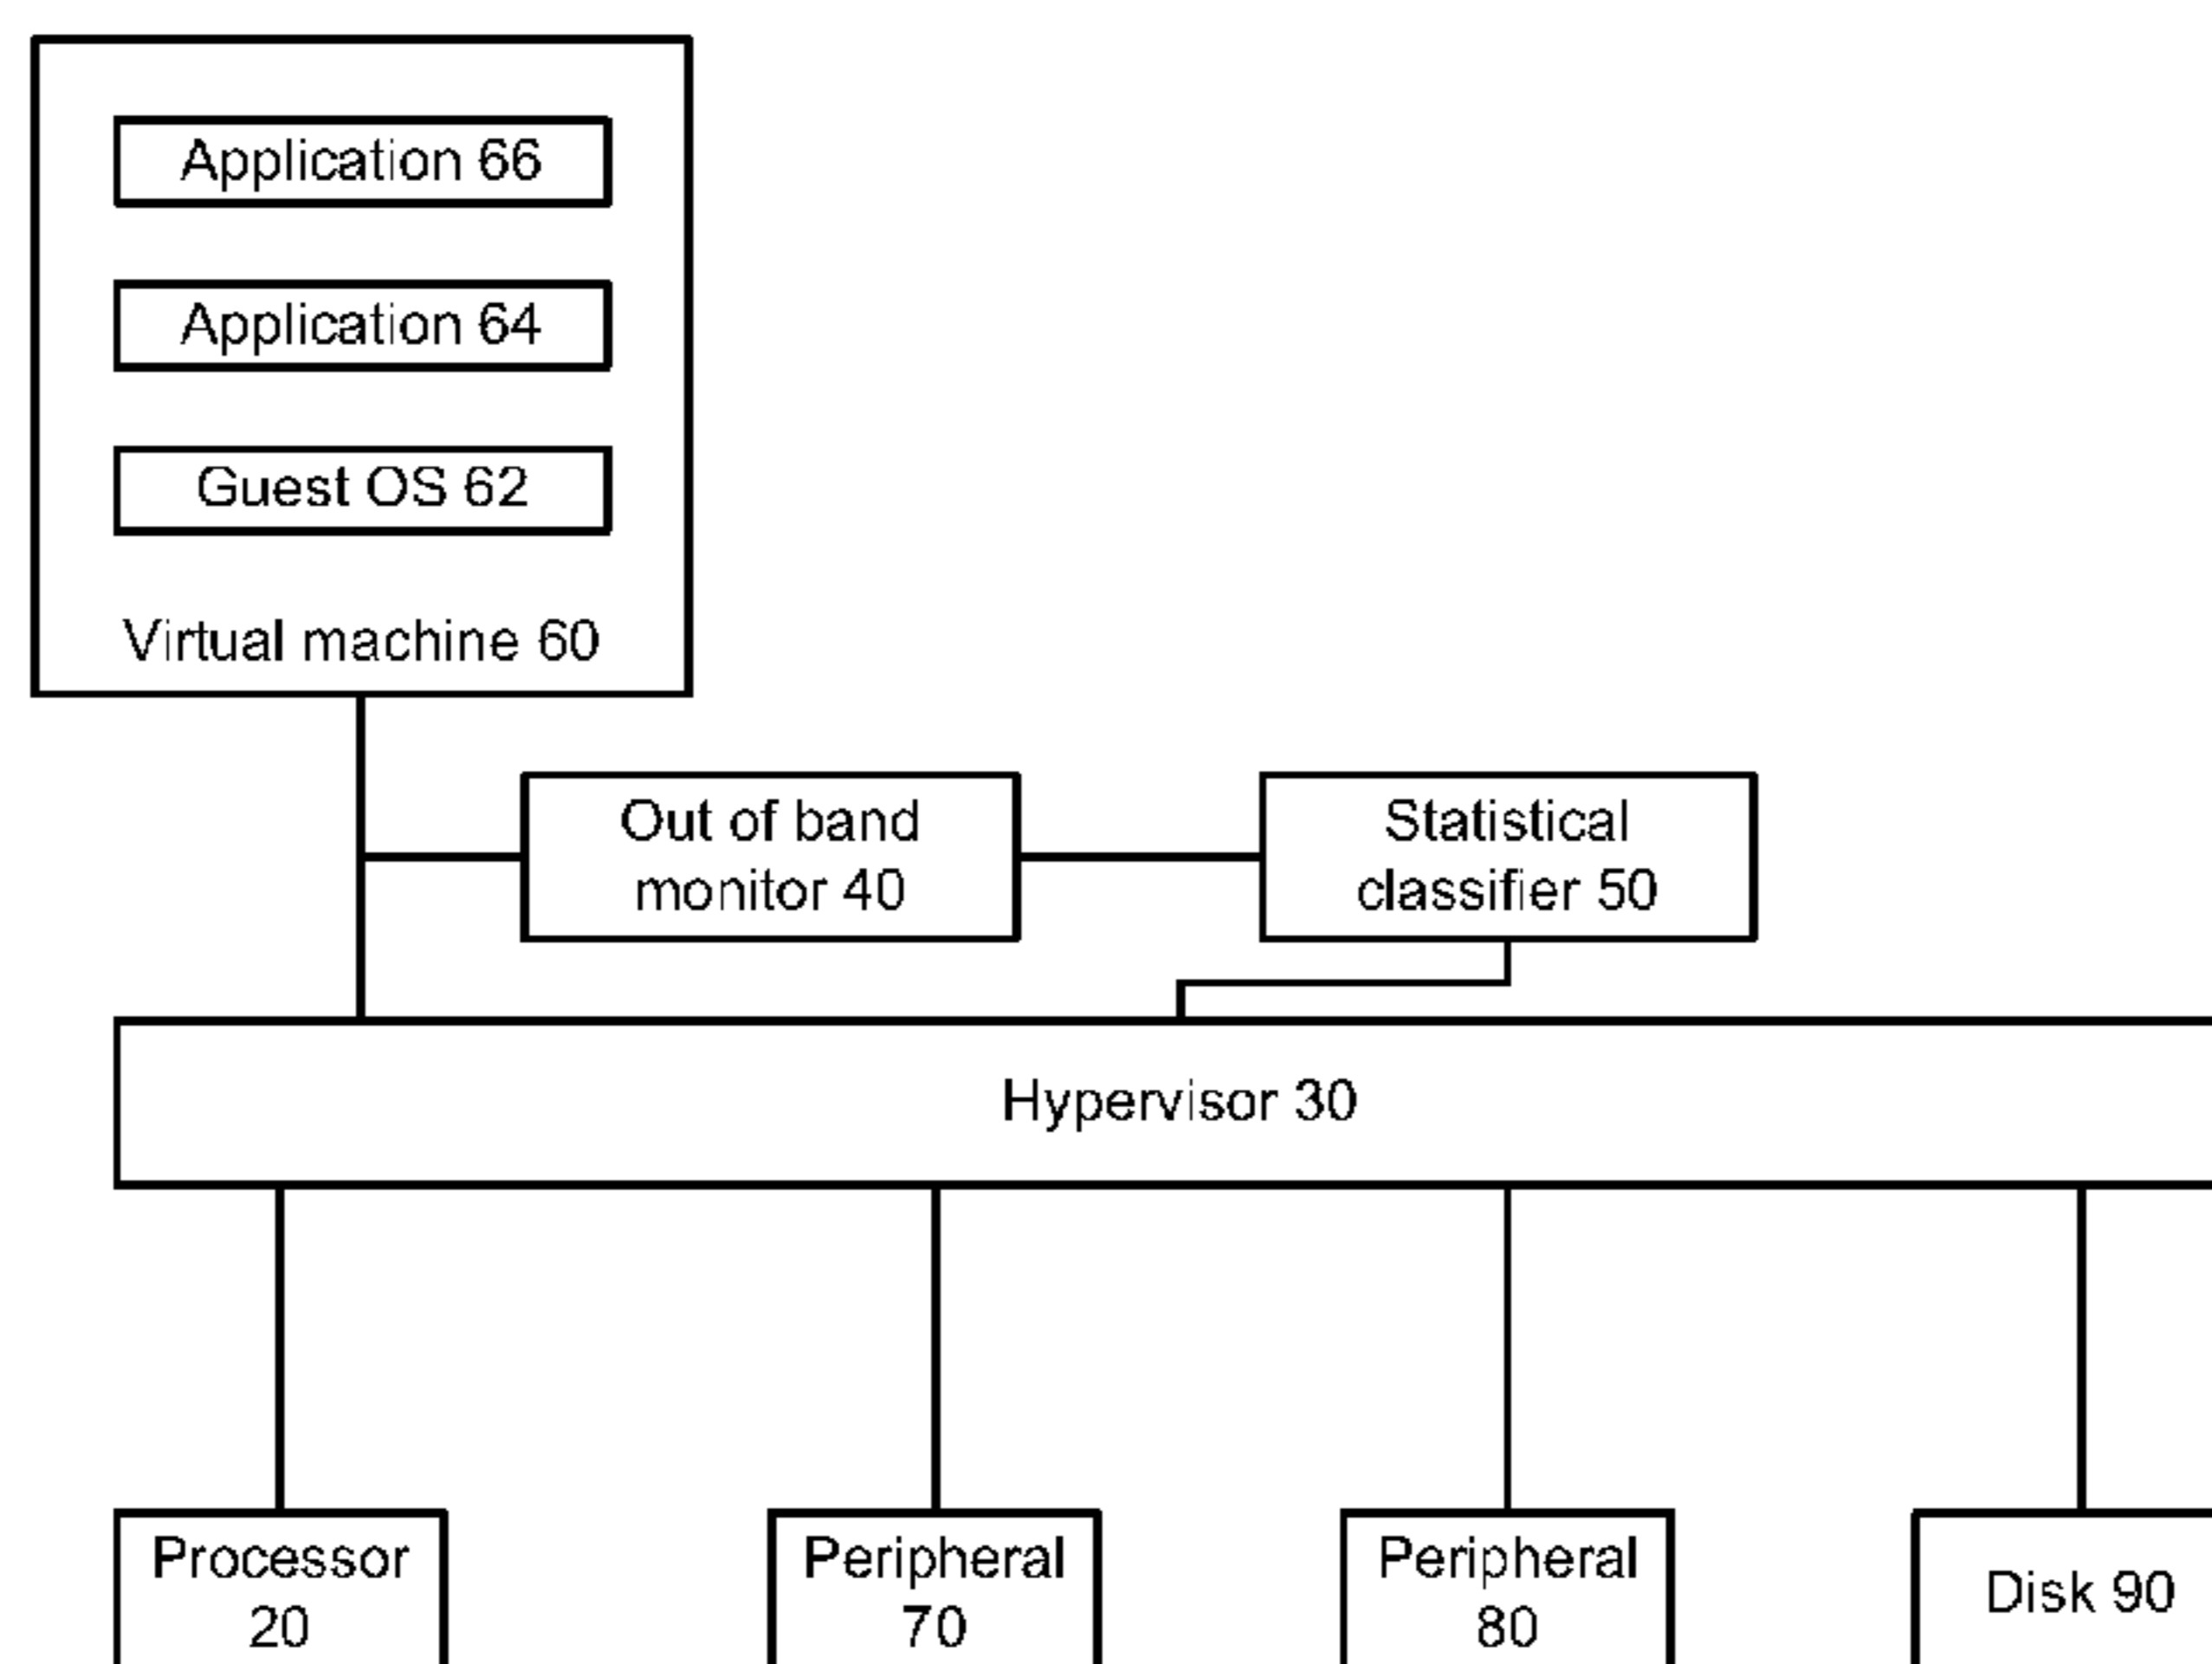 Application 66
Application 64
Guest OS 62
Virtual machine 60
Out of band
monitor 40
Statistical
classifier 50
Hypervisor 30
Processor
20
Peripheral
70
Peripheral
80
Disk 90